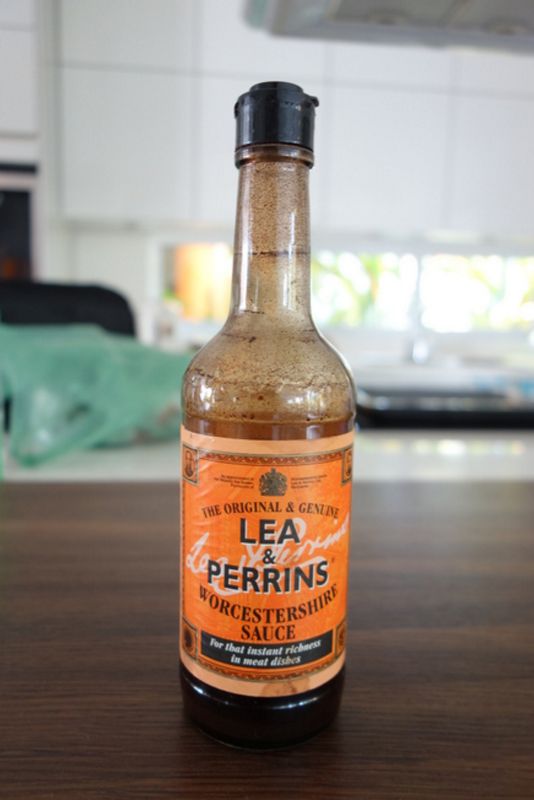 THE ORIGINAL & GENUINE
LEA
&
PERRINS
WORCESTERSHIRE
SAUCE
For that instant richness
in meat dishes